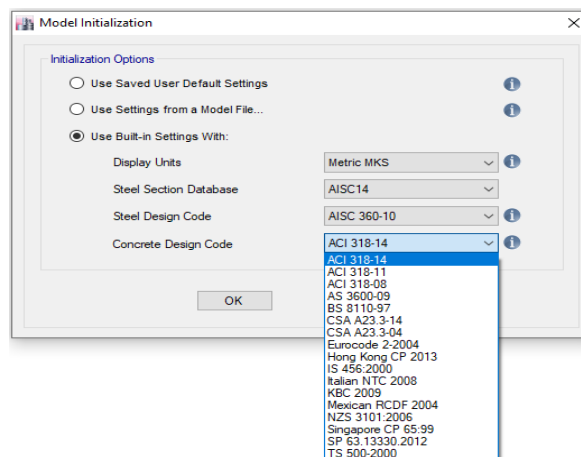 Model Initialization
Initialization Options
Use Saved User Default Settings
Use Settings from a Model File...
Use Built-in Settings With:
Display Units Metric MKS
Steel Section Database AISC14
Steel Design Code AISC 360-10
Concrete Design Code ACI 318-14
ACI 318-14
ACI 318-11
ACI 318-08
AS 3600-09
BS 8110-97
CSA A23.3-14
CSA A23.3-04
Eurocode 2-2004
Hong Kong CP 2013
IS 456:2000
Italian NTC 2008
KBC 2009
Mexican RCDF 2004
NZS 3101:2006
Singapore CP 65:99
SP 63.13330.2012
TS 500-2000
OK